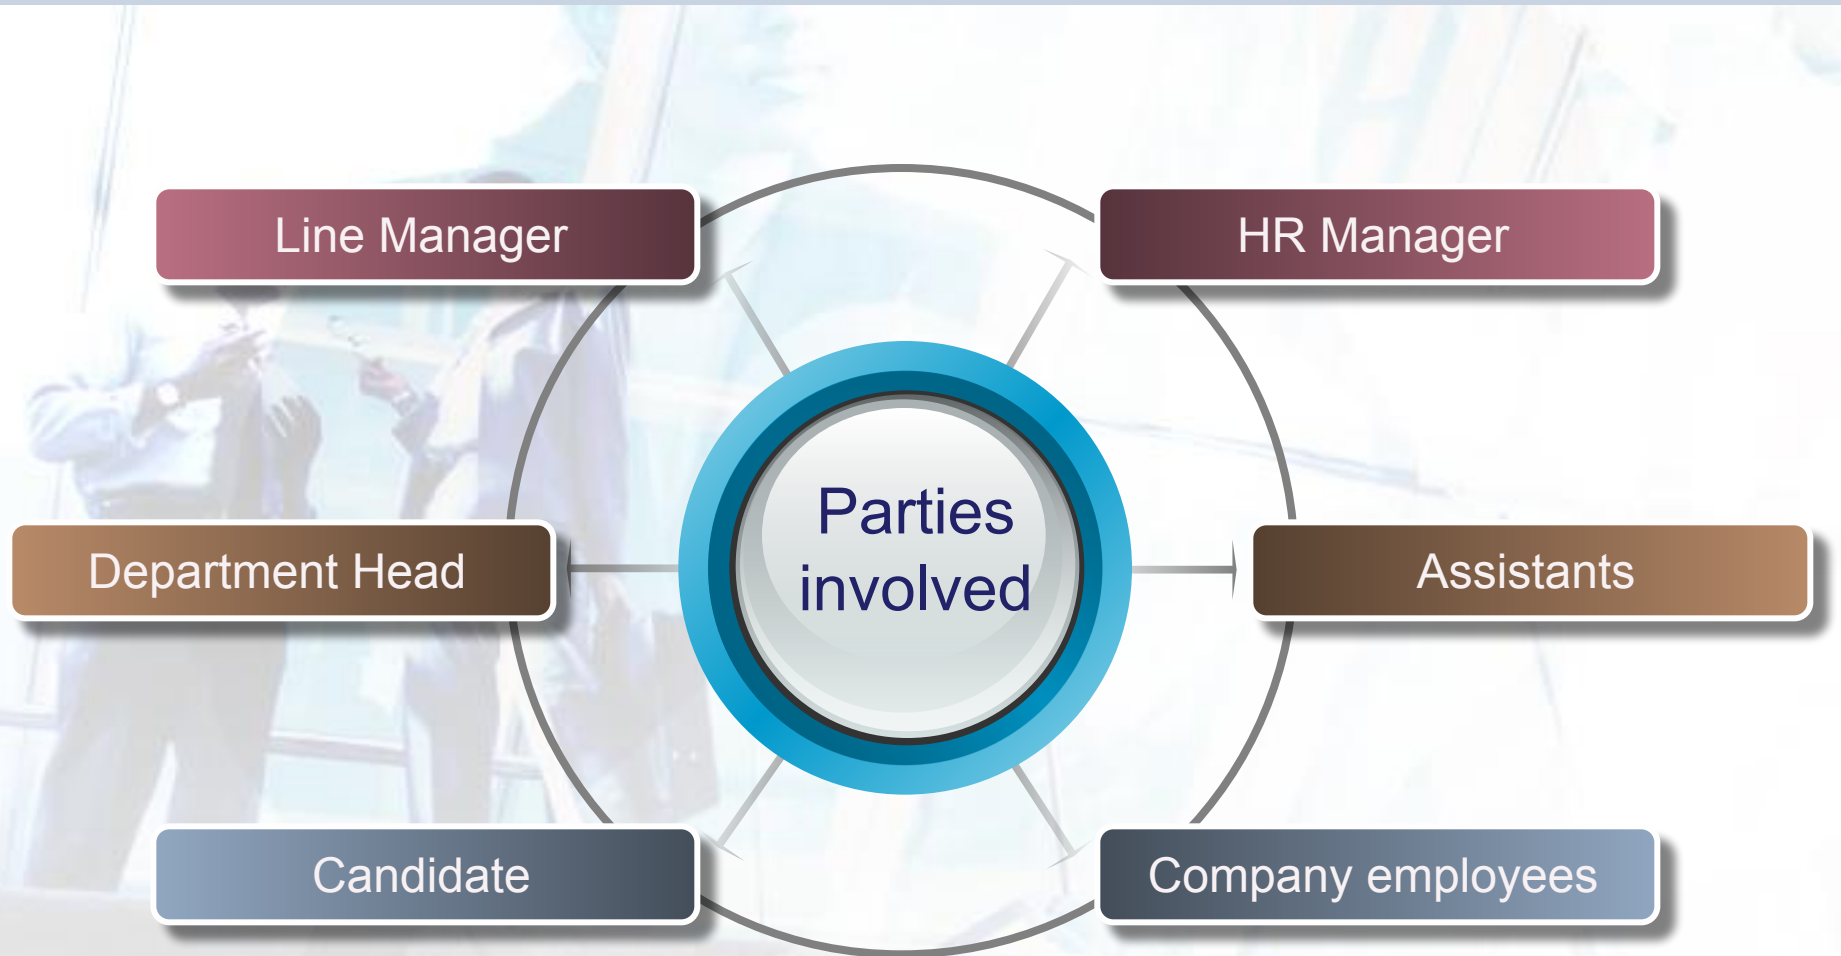 Line Manager
HR Manager
Parties
involved
Department Head
Assistants
Candidate
Company employees